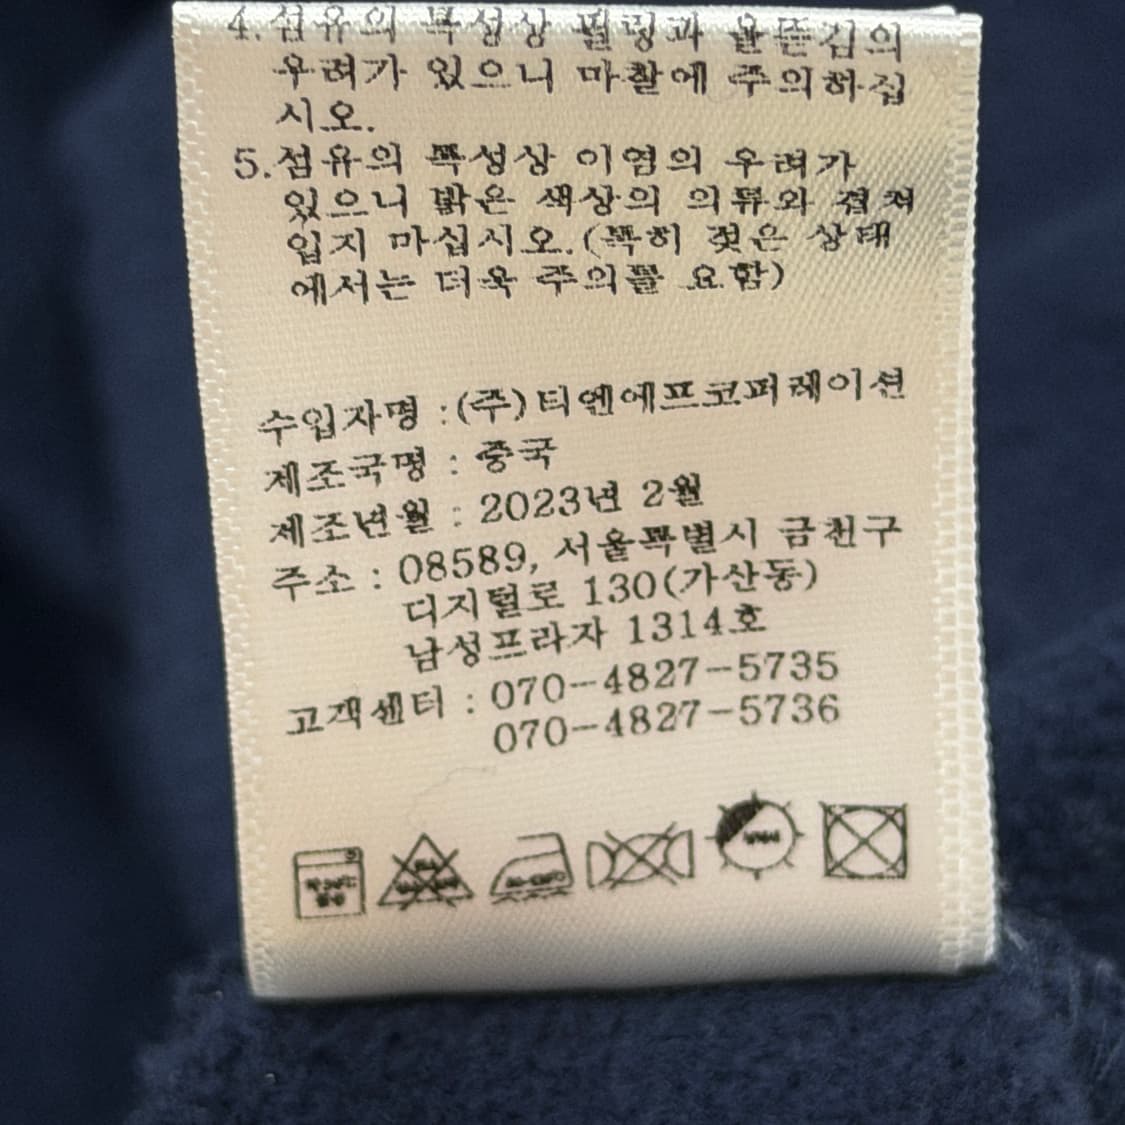 4.섬유의 특성상 필링과 올뜯김의
우려가 있으니 마찰에 주의하십
시오.
5. 섬유의 특성상 이염의 우려가
있으니 밝은 색상의 의류와 겹쳐
입지 마십시오.(특히 젖은 상태
에서는 더욱 주의를 요함)
수입자명 : (주)티엔에프코퍼레이션
제조국명 : 중국
제조년월 : 2023년 2월
주소 : 08589, 서울특별시 금천구
디지털로 130(가산동)
남성프라자 1314호
고객센터 : 070-4827-5735
070-4827-5736